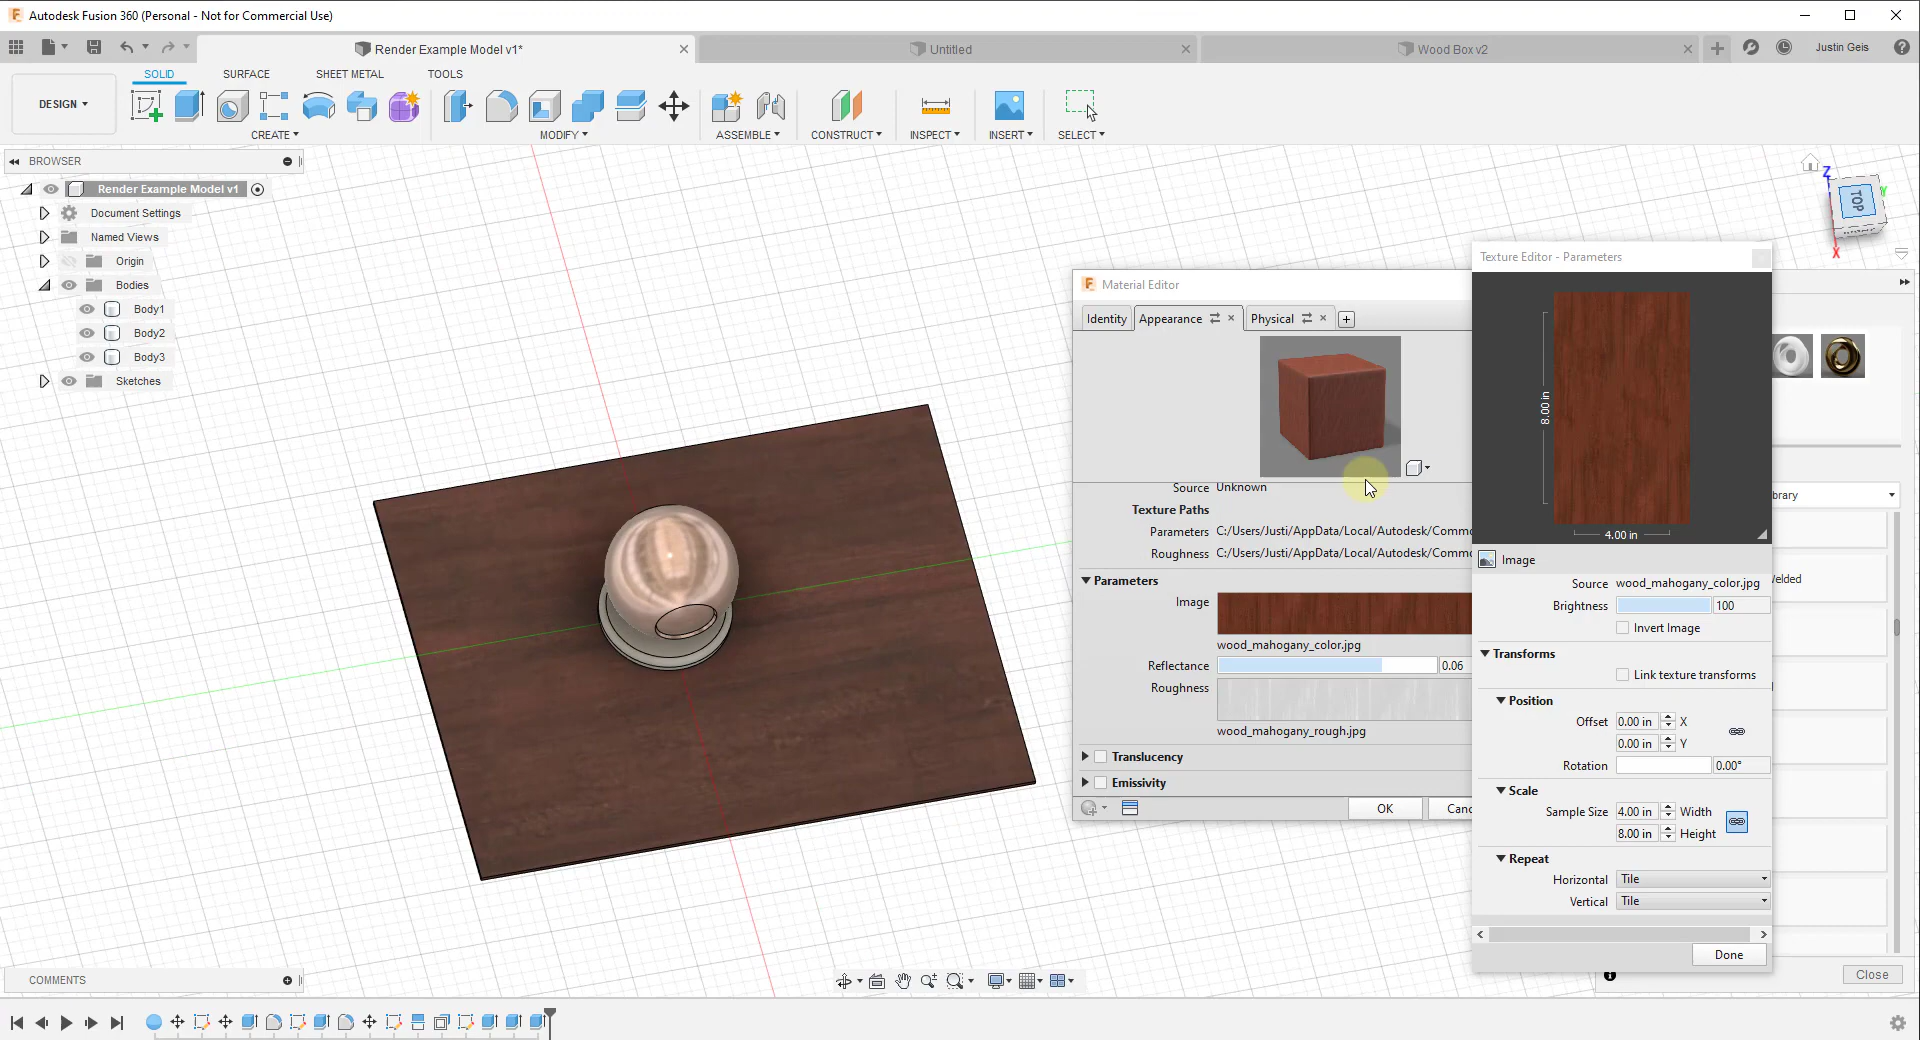 Autodesk Fusion 360 (Personal - Not for Commercial Use)
Render Example Model v1*
Untitled
Wood Box v2
Justin Geis
SOLID
SURFACE
SHEET METAL
TOOLS
DESIGN
CREATE
MODIFY
ASSEMBLE
CONSTRUCT
INSPECT
INSERT
SELECT
BROWSER
Render Example Model v1
Document Settings
Named Views
Origin
Bodies
Body1
Body2
Body3
Sketches
Z
Y
TOP
X
Material Editor
Identity
Appearance
Physical
Source Unknown
Texture Paths
Parameters C:/Users/Justi/AppData/Local/Autodesk/Commo
Roughness C:/Users/Justi/AppData/Local/Autodesk/Commo
Parameters
Image
wood_mahogany_color.jpg
Reflectance 0.06
Roughness
wood_mahogany_rough.jpg
Translucency
Emissivity
OK
Canc
Texture Editor - Parameters
8.00 in
4.00 in
Image
Source wood_mahogany_color.jpg
Brightness 100
Invert Image
Transforms
Link texture transforms
Position
Offset 0.00 in X
0.00 in Y
Rotation 0.00°
Scale
Sample Size 4.00 in Width
8.00 in Height
Repeat
Horizontal Tile
Vertical Tile
Done
brary
Welded
Close
COMMENTS